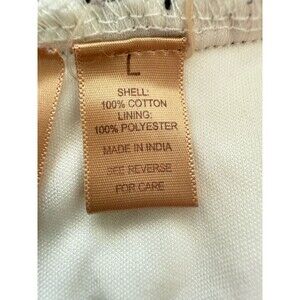 L
SHELL:
100% COTTON
LINING:
100% POLYESTER
MADE IN INDIA
SEE REVERSE
FOR CARE